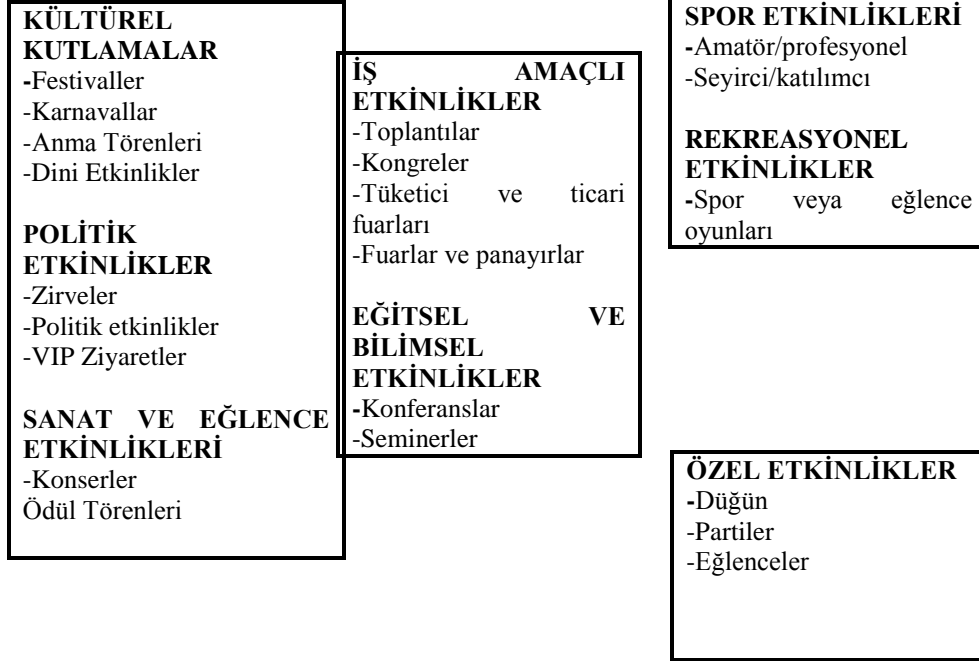 KÜLTÜREL
KUTLAMALAR
-Festivaller
-Karnavallar
-Anma Törenleri
-Dini Etkinlikler
POLİTİK
ETKİNLİKLER
-Zirveler
-Politik etkinlikler
-VIP Ziyaretler
SANAT VE EĞLENCE
ETKİNLİKLERİ
-Konserler
Ödül Törenleri
İŞ AMAÇLI
ETKİNLİKLER
-Toplantılar
-Kongreler
-Tüketici ve ticari
fuarları
-Fuarlar ve panayırlar
EĞİTSEL VE
BİLİMSEL
ETKİNLİKLER
-Konferanslar
-Seminerler
SPOR ETKİNLİKLERİ
-Amatör/profesyonel
-Seyirci/katılımcı
REKREASYONEL
ETKİNLİKLER
-Spor veya eğlence
oyunları
ÖZEL ETKİNLİKLER
-Düğün
-Partiler
-Eğlenceler